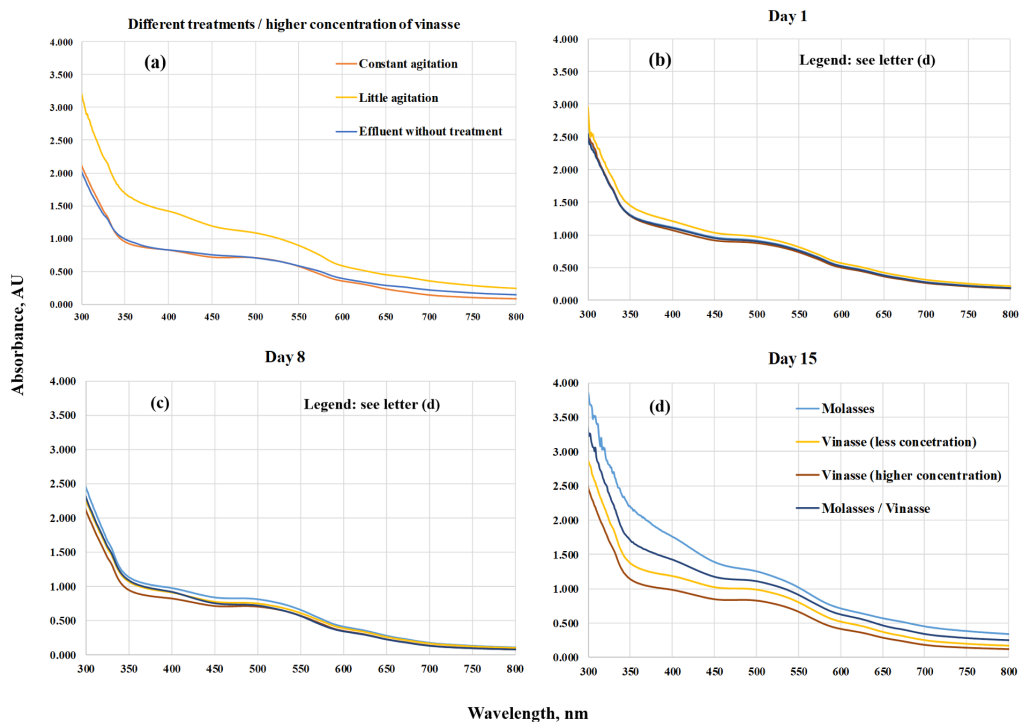 Different treatments / higher concentration of vinasse
4.000
3.500
3.000
2.500
2.000
1.500
1.000
0.500
0.000
(a)
Constant agitation
Little agitation
Effluent without treatment
300 350 400 450 500 550 600 650 700 750 800
Day 1
4.000
3.500
3.000
2.500
2.000
1.500
1.000
0.500
0.000
(b)
Legend: see letter (d)
300 350 400 450 500 550 600 650 700 750 800
Absorbance, AU
Day 8
4.000
3.500
3.000
2.500
2.000
1.500
1.000
0.500
0.000
(c)
Legend: see letter (d)
300 350 400 450 500 550 600 650 700 750 800
Day 15
4.000
3.500
3.000
2.500
2.000
1.500
1.000
0.500
0.000
(d)
Molasses
Vinasse (less concetration)
Vinasse (higher concentration)
Molasses / Vinasse
300 350 400 450 500 550 600 650 700 750 800
Wavelength, nm